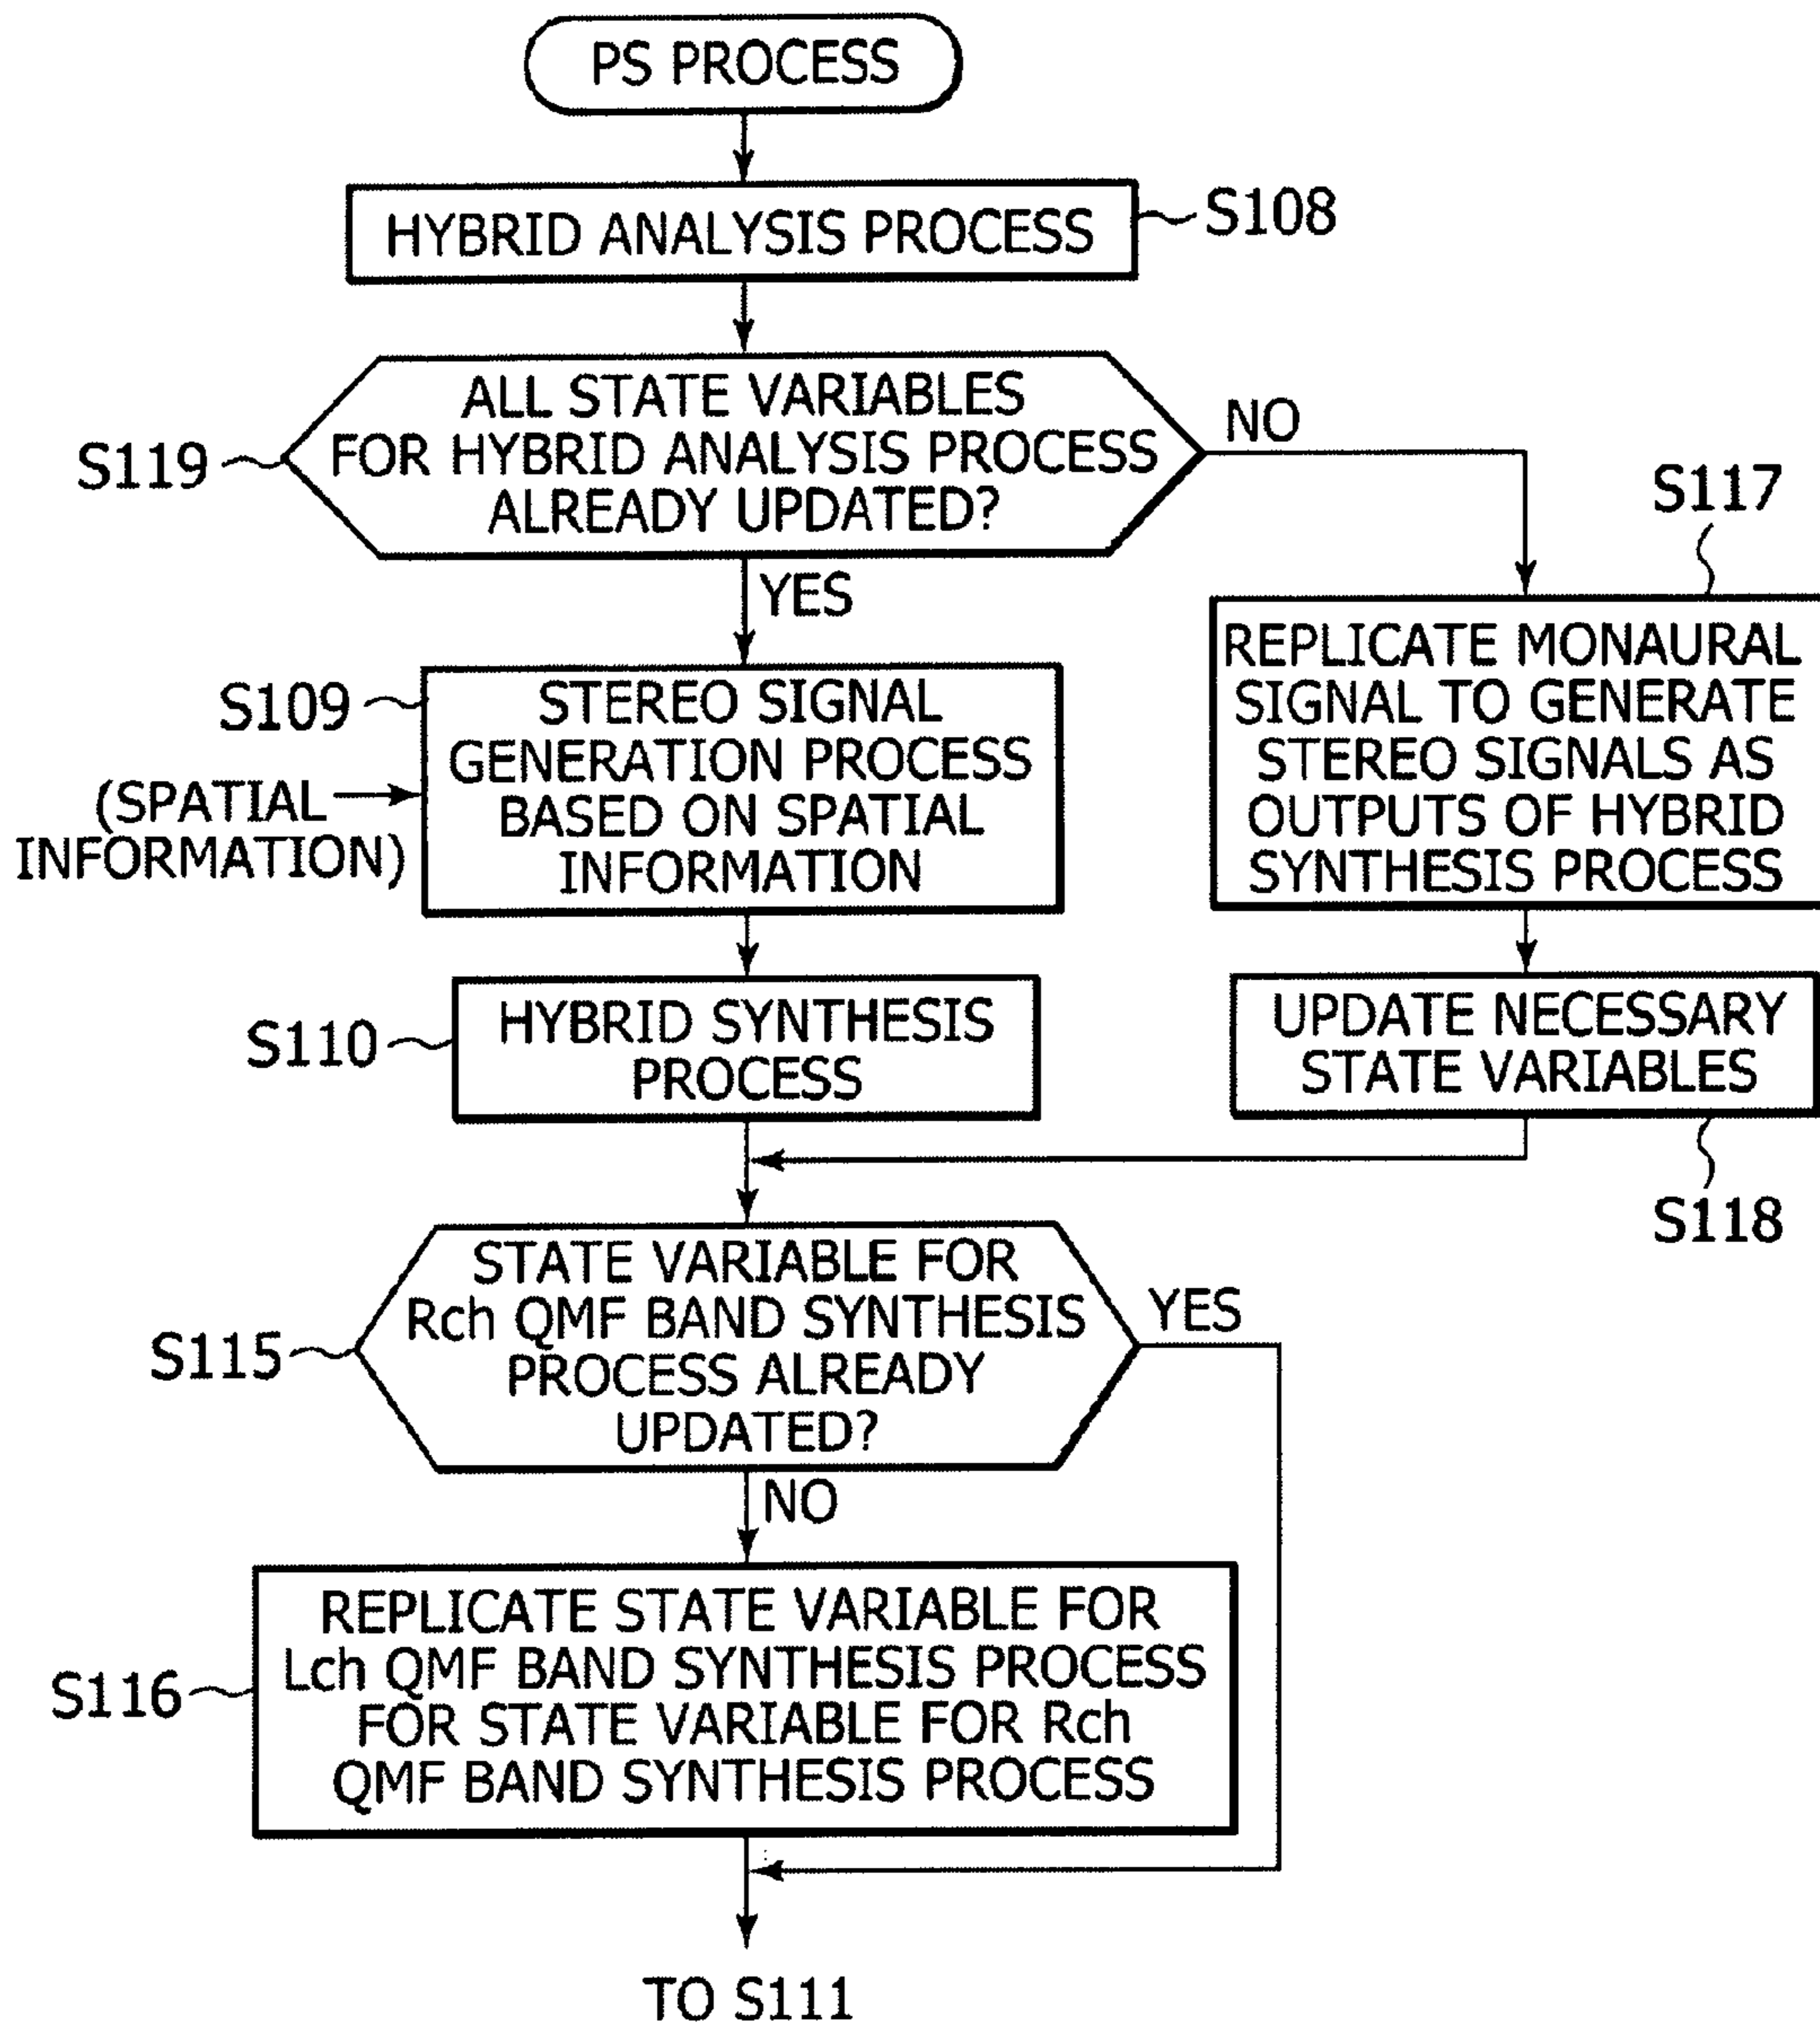 PS PROCESS
HYBRID ANALYSIS PROCESS
S108
ALL STATE VARIABLES
FOR HYBRID ANALYSIS PROCESS
ALREADY UPDATED?
S119
NO
YES
S117
REPLICATE MONAURAL
SIGNAL TO GENERATE
STEREO SIGNALS AS
OUTPUTS OF HYBRID
SYNTHESIS PROCESS
S109
STEREO SIGNAL
GENERATION PROCESS
BASED ON SPATIAL
INFORMATION
(SPATIAL
INFORMATION)
S110
HYBRID SYNTHESIS
PROCESS
UPDATE NECESSARY
STATE VARIABLES
S118
STATE VARIABLE FOR
Rch QMF BAND SYNTHESIS
PROCESS ALREADY
UPDATED?
S115
YES
NO
REPLICATE STATE VARIABLE FOR
Lch QMF BAND SYNTHESIS PROCESS
FOR STATE VARIABLE FOR Rch
QMF BAND SYNTHESIS PROCESS
S116
TO S111